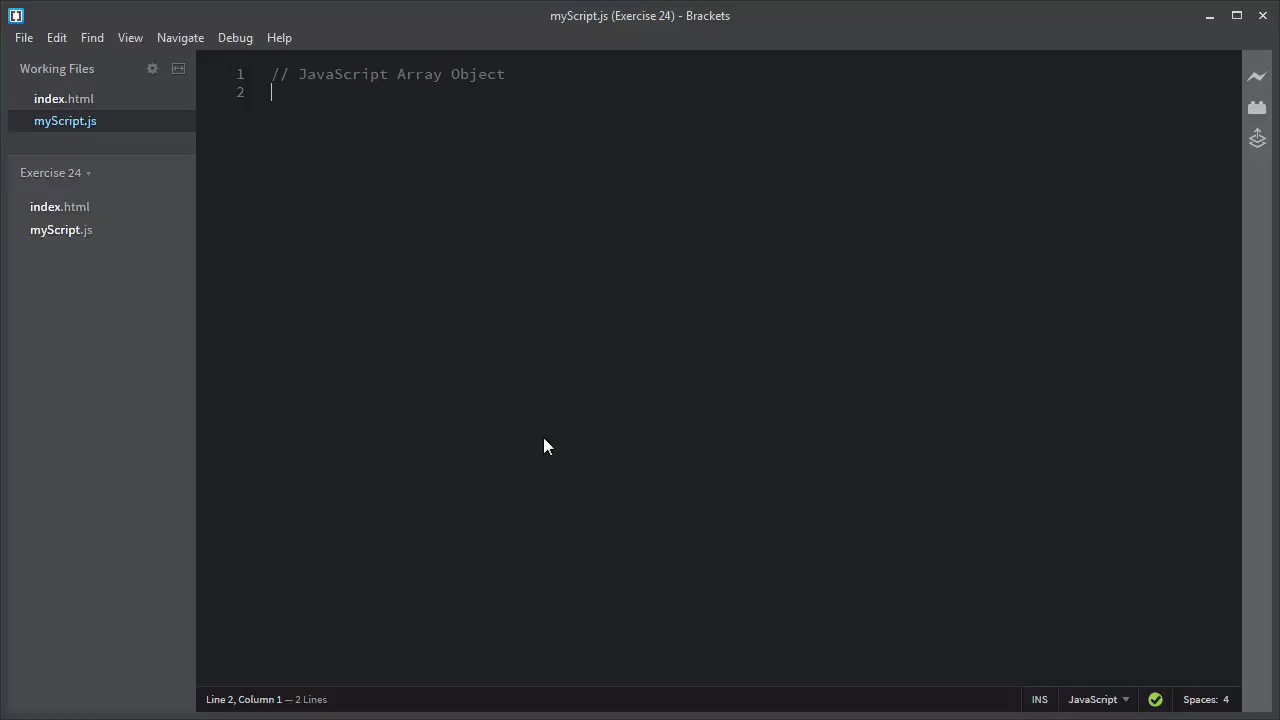 myScript.js (Exercise 24) - Brackets
File Edit Find View Navigate Debug Help
Working Files
index.html
myScript.js
Exercise 24
index.html
myScript.js
1 // JavaScript Array Object
2
Line 2, Column 1 — 2 Lines
INS JavaScript Spaces: 4